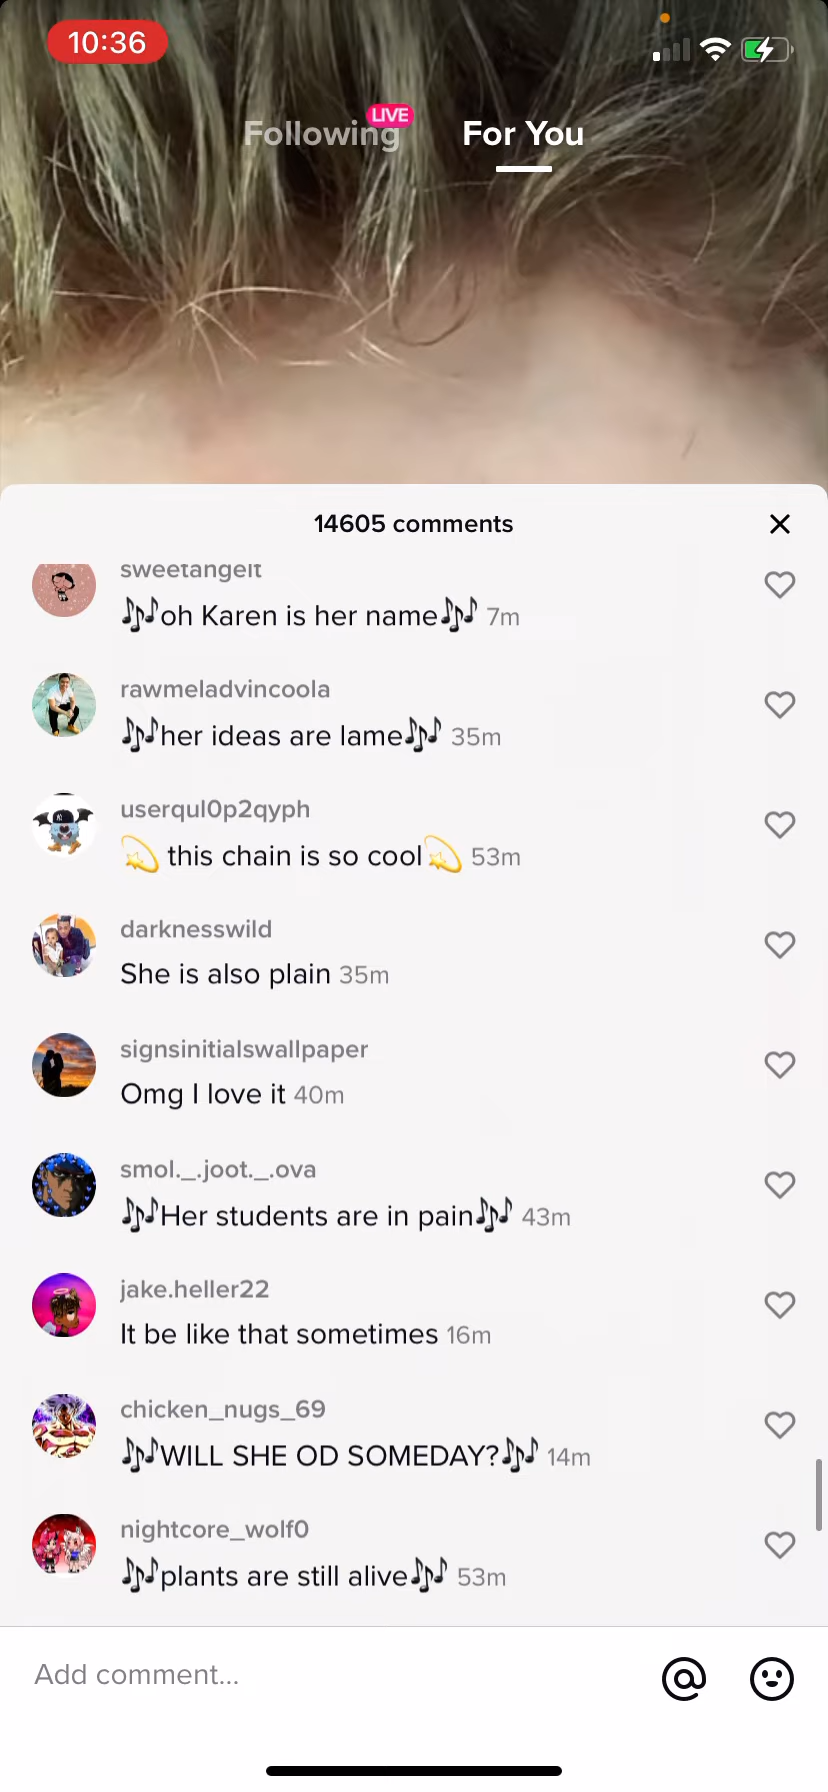 10:36
LIVE
Following For You
14605 comments
sweetangelt
🎶oh Karen is her name🎶 7m
rawmeladvincoola
🎶her ideas are lame🎶 35m
userqul0p2qyph
💫 this chain is so cool💫 53m
darknesswild
She is also plain 35m
signsinitialswallpaper
Omg I love it 40m
smol._.joot._.ova
🎶Her students are in pain🎶 43m
jake.heller22
It be like that sometimes 16m
chicken_nugs_69
🎶WILL SHE OD SOMEDAY?🎶 14m
nightcore_wolf0
🎶plants are still alive🎶 53m
Add comment...